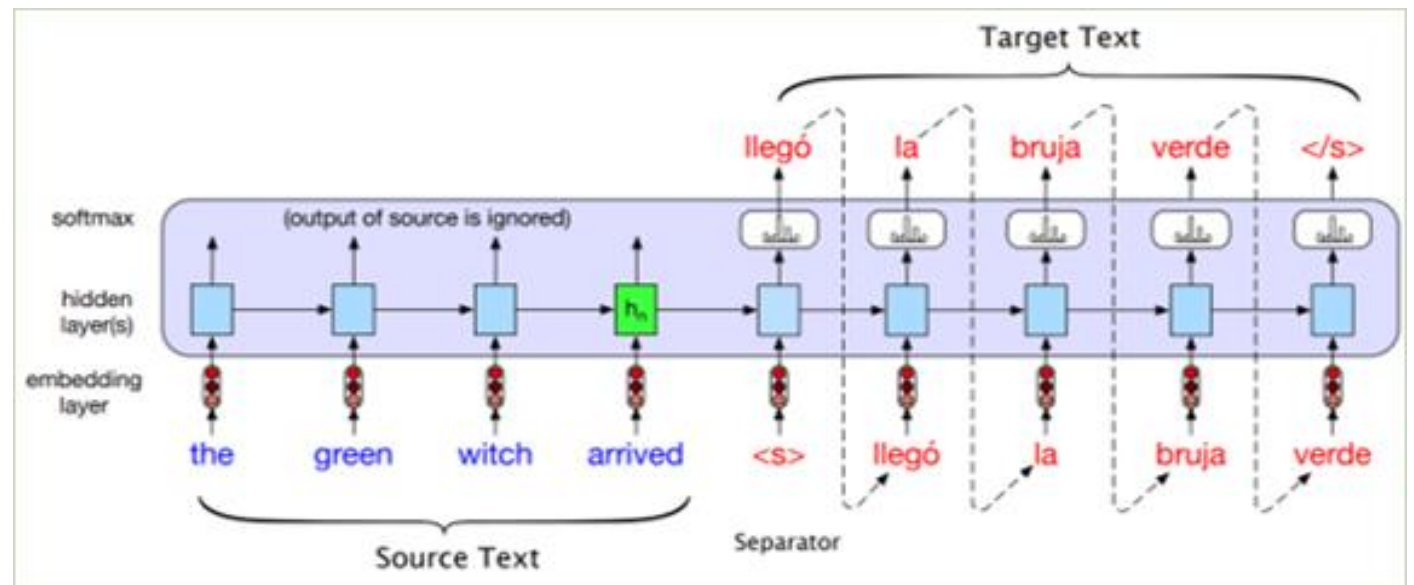 Target Text
llegó la bruja verde </s>
softmax (output of source is ignored)
hidden
layer(s) hₙ
embedding
layer
the green witch arrived <s> llegó la bruja verde
Separator
Source Text